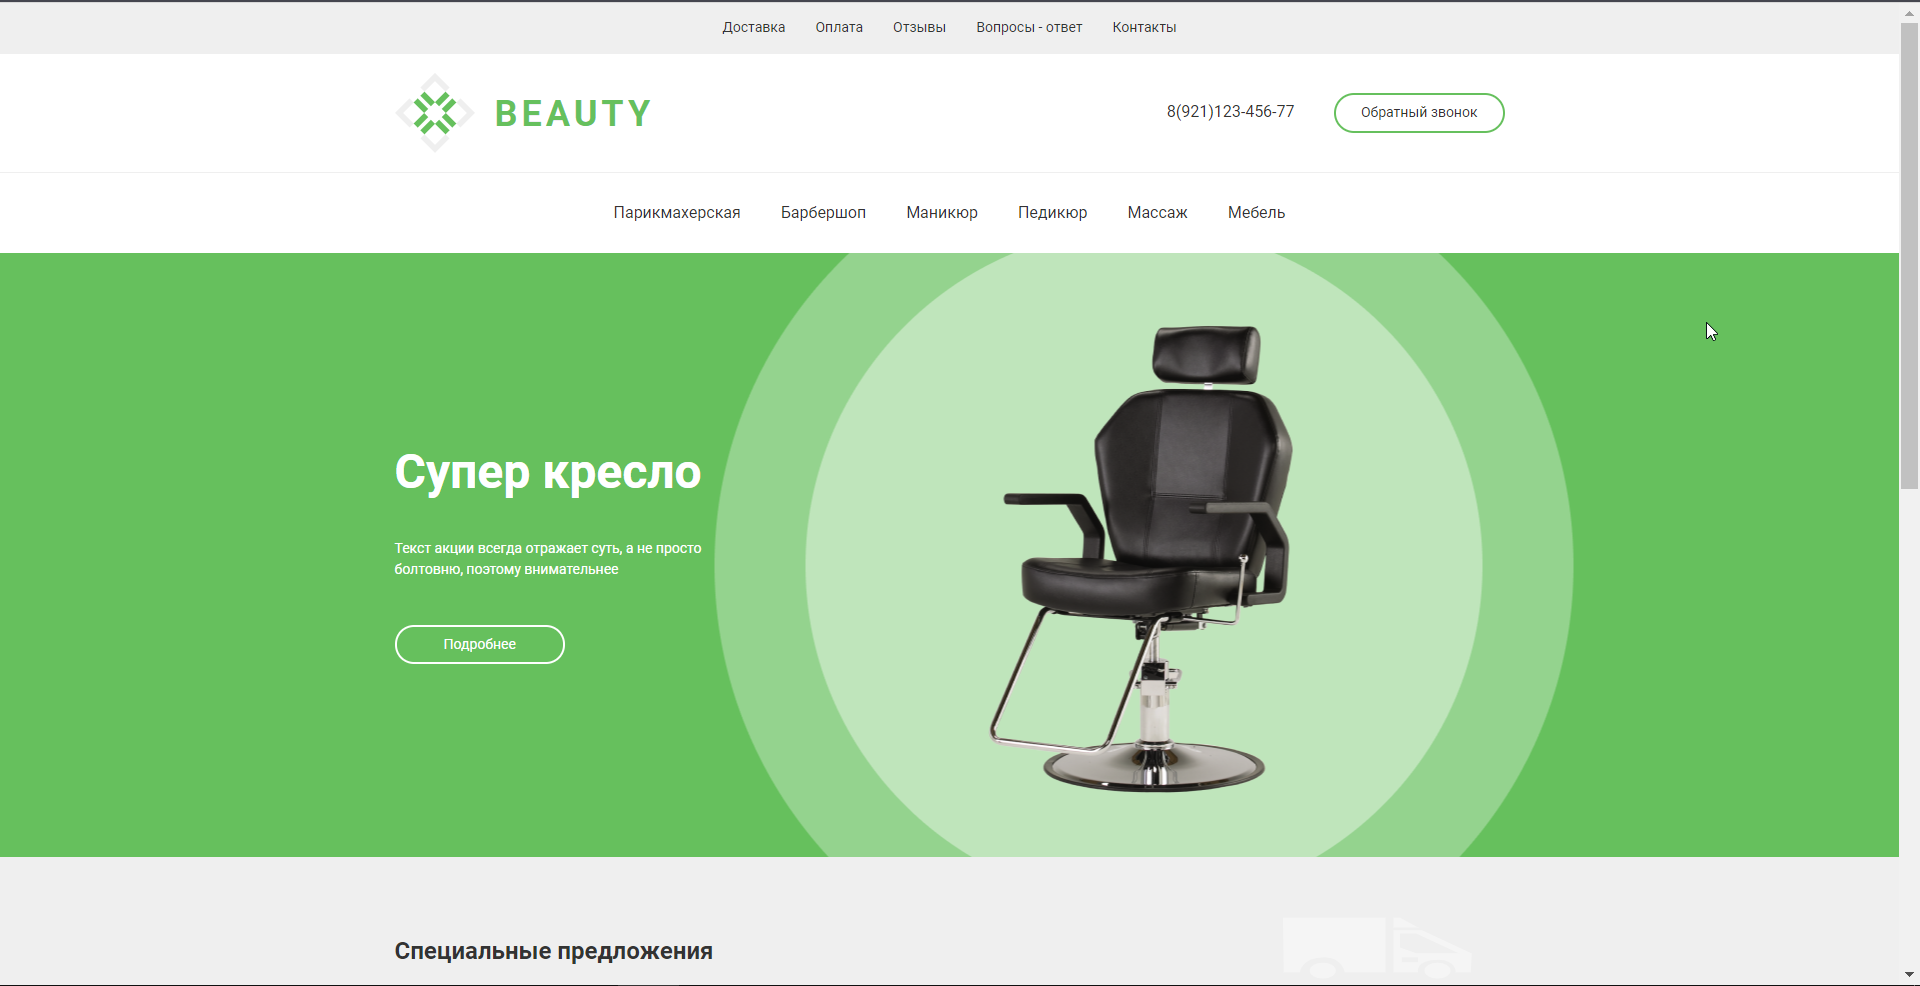 Доставка Оплата Отзывы Вопросы - ответ Контакты
BEAUTY
8(921)123-456-77
Обратный звонок
Парикмахерская Барбершоп Маникюр Педикюр Массаж Мебель
Супер кресло
Текст акции всегда отражает суть, а не просто
болтовню, поэтому внимательнее
Подробнее
Специальные предложения